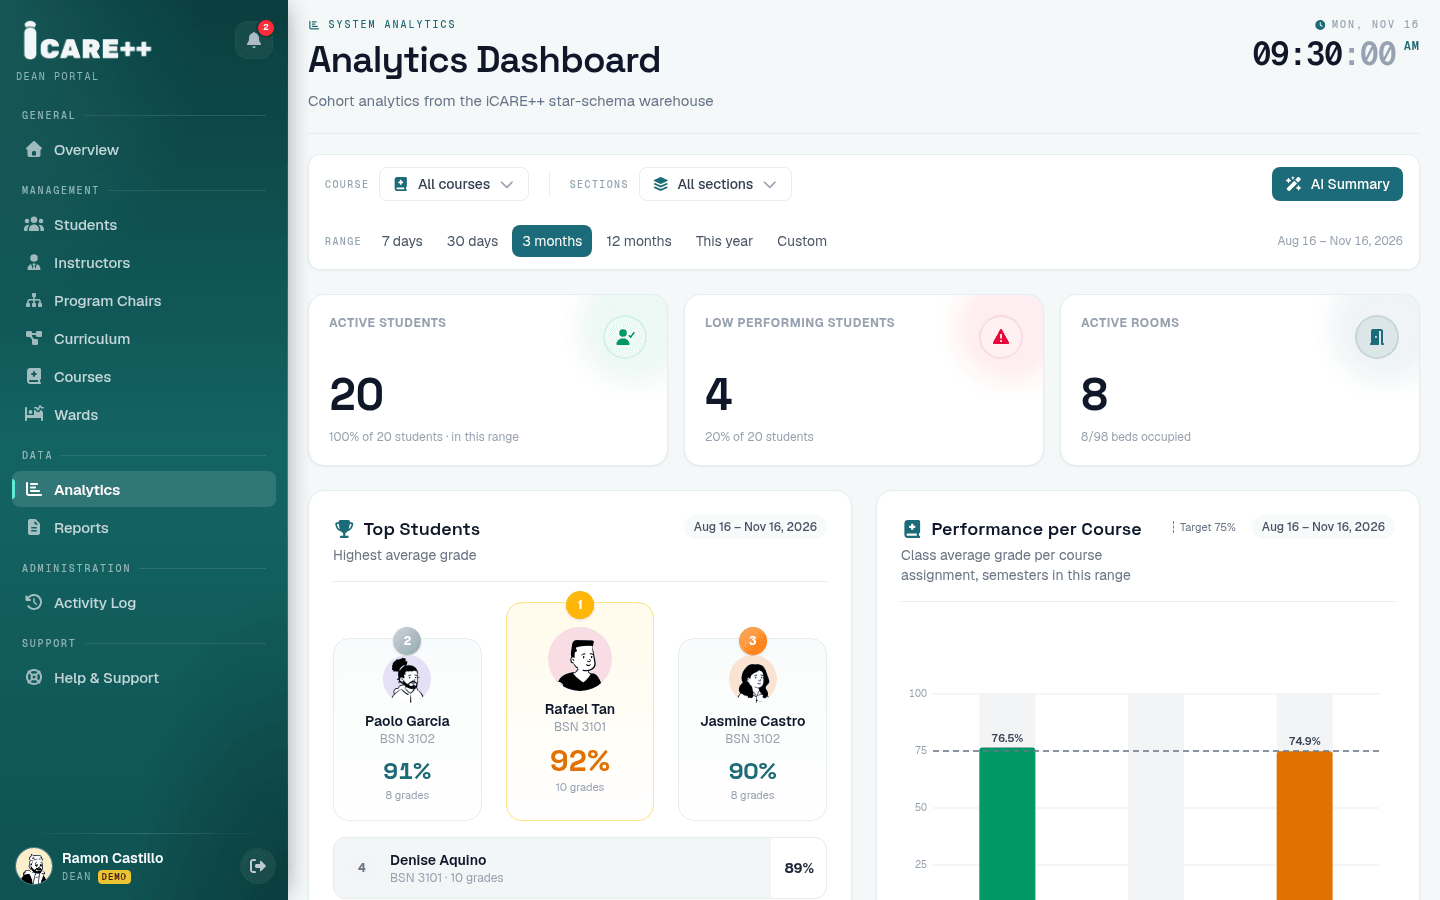 iCARE++
2
DEAN PORTAL
GENERAL
Overview
MANAGEMENT
Students
Instructors
Program Chairs
Curriculum
Courses
Wards
DATA
Analytics
Reports
ADMINISTRATION
Activity Log
SUPPORT
Help & Support
Ramon Castillo
DEAN DEMO
SYSTEM ANALYTICS
Analytics Dashboard
Cohort analytics from the iCARE++ star-schema warehouse
MON, NOV 16
09:30:00 AM
COURSE All courses SECTIONS All sections AI Summary
RANGE 7 days 30 days 3 months 12 months This year Custom Aug 16 – Nov 16, 2026
ACTIVE STUDENTS
20
100% of 20 students · in this range
LOW PERFORMING STUDENTS
4
20% of 20 students
ACTIVE ROOMS
8
8/98 beds occupied
Top Students Aug 16 – Nov 16, 2026
Highest average grade
2
Paolo Garcia
BSN 3102
91%
8 grades
1
Rafael Tan
BSN 3101
92%
10 grades
3
Jasmine Castro
BSN 3102
90%
8 grades
4
Denise Aquino
BSN 3101 · 10 grades
89%
Performance per Course Target 75% Aug 16 – Nov 16, 2026
Class average grade per course
assignment, semesters in this range
100
76.5%
74.9%
75
50
25